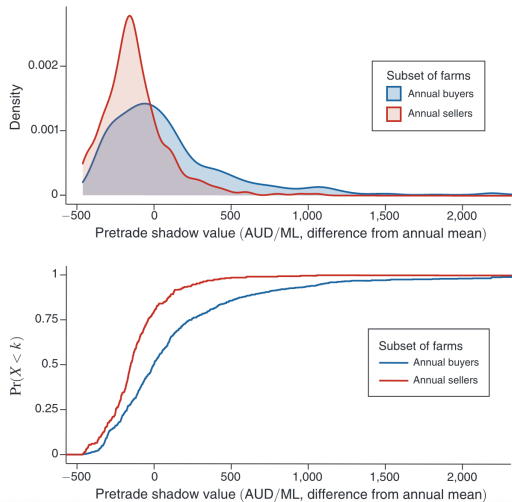 Density
0.002
0.001
0
Subset of farms
Annual buyers
Annual sellers
−500
0
500
1,000
1,500
2,000
Pretrade shadow value (AUD/ML, difference from annual mean)
Pr(X < k)
1
0.75
0.5
0.25
0
Subset of farms
Annual buyers
Annual sellers
−500
0
500
1,000
1,500
2,000
Pretrade shadow value (AUD/ML, difference from annual mean)